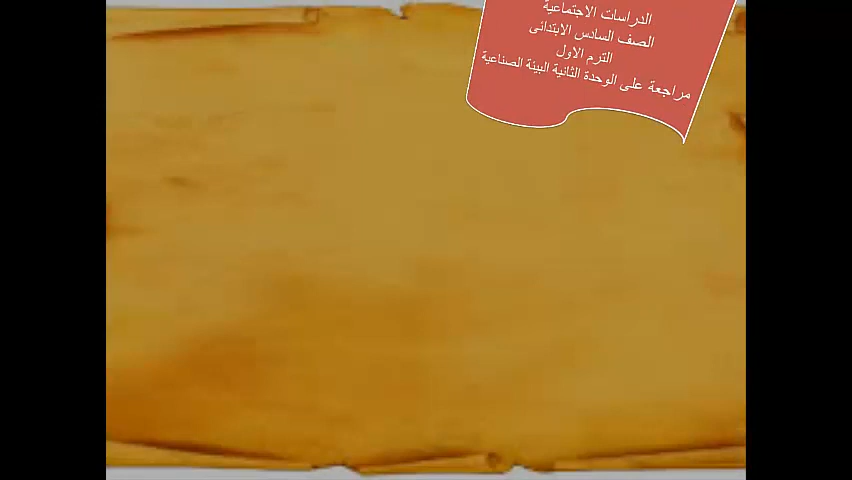 الدراسات الاجتماعية
الصف السادس الابتدائى
الترم الاول
مراجعة على الوحدة الثانية البيئة الصناعية